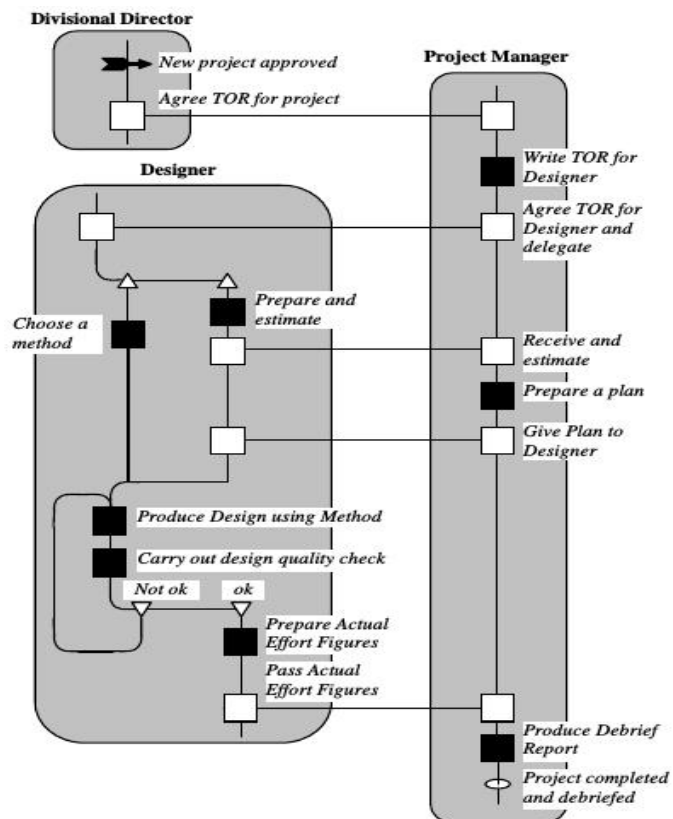 Divisional Director
New project approved
Agree TOR for project
Project Manager
Write TOR for
Designer
Designer
Agree TOR for
Designer and
delegate
Prepare and
estimate
Choose a
method
Receive and
estimate
Prepare a plan
Give Plan to
Designer
Produce Design using Method
Carry out design quality check
Not ok
ok
Prepare Actual
Effort Figures
Pass Actual
Effort Figures
Produce Debrief
Report
Project completed
and debriefed